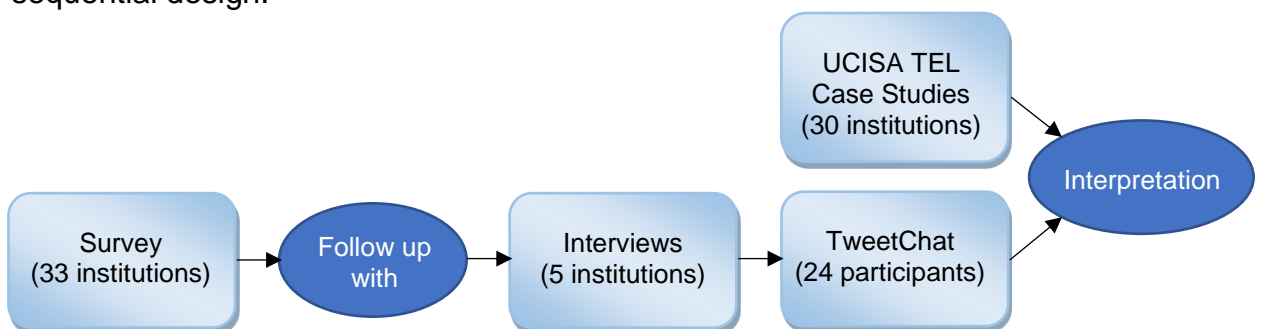 sequential design.
UCISA TEL
Case Studies
(30 institutions)
Interpretation
Survey
(33 institutions)
Follow up
with
Interviews
(5 institutions)
TweetChat
(24 participants)